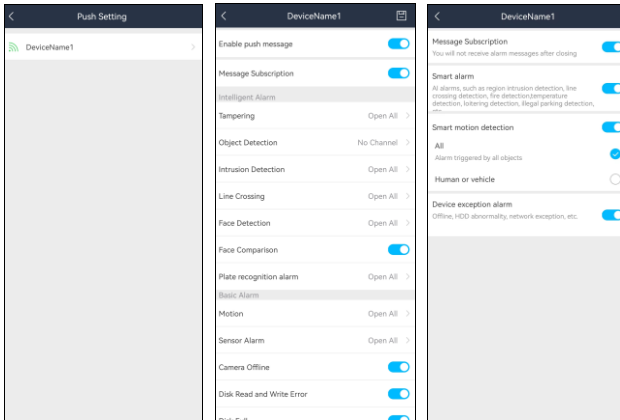 Push Setting
DeviceName1
DeviceName1
Enable push message
Message Subscription
Intelligent Alarm
Tampering Open All
Object Detection No Channel
Intrusion Detection Open All
Line Crossing Open All
Face Detection Open All
Face Comparison
Plate recognition alarm Open All
Basic Alarm
Motion Open All
Sensor Alarm Open All
Camera Offline
Disk Read and Write Error
Disk Full
DeviceName1
Message Subscription
You will not receive alarm messages after closing
Smart alarm
AI alarms, such as region intrusion detection, line
crossing detection, fire detection,temperature
detection, loitering detection, illegal parking detection,
Smart motion detection
All
Alarm triggered by all objects
Human or vehicle
Device exception alarm
Offline, HDD abnormality, network exception, etc.